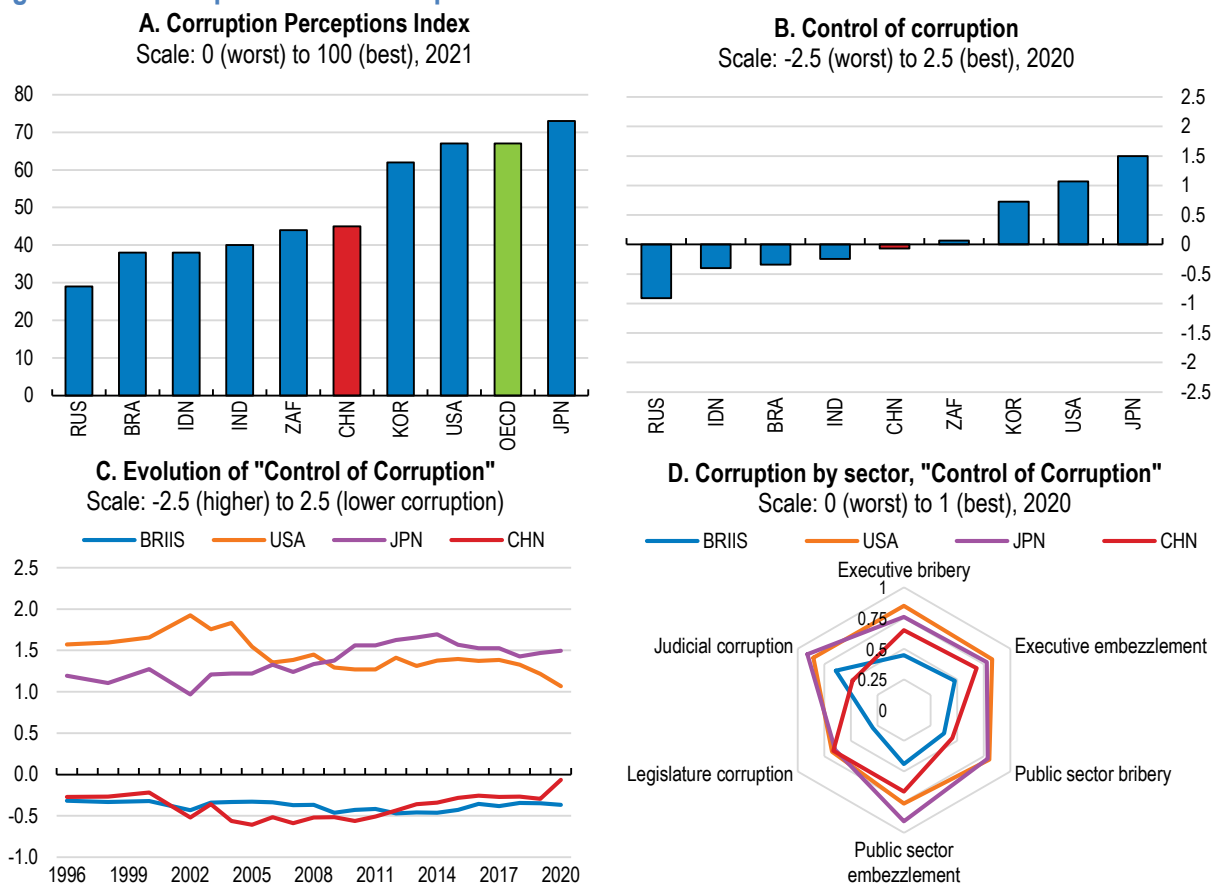 A. Corruption Perceptions Index
Scale: 0 (worst) to 100 (best), 2021
80
70
60
50
40
30
20
10
0
RUS
BRA
IDN
IND
ZAF
CHN
KOR
USA
OECD
JPN
B. Control of corruption
Scale: -2.5 (worst) to 2.5 (best), 2020
2.5
2
1.5
1
0.5
0
-0.5
-1
-1.5
-2
-2.5
RUS
IDN
BRA
IND
CHN
ZAF
KOR
USA
JPN
C. Evolution of "Control of Corruption"
Scale: -2.5 (higher) to 2.5 (lower corruption)
BRIIS USA JPN CHN
2.5
2.0
1.5
1.0
0.5
0.0
-0.5
-1.0
1996 1999 2002 2005 2008 2011 2014 2017 2020
D. Corruption by sector, "Control of Corruption"
Scale: 0 (worst) to 1 (best), 2020
BRIIS USA JPN CHN
Executive bribery
1
0.75
0.5
0.25
0
Judicial corruption
Executive embezzlement
Legislature corruption
Public sector bribery
Public sector
embezzlement